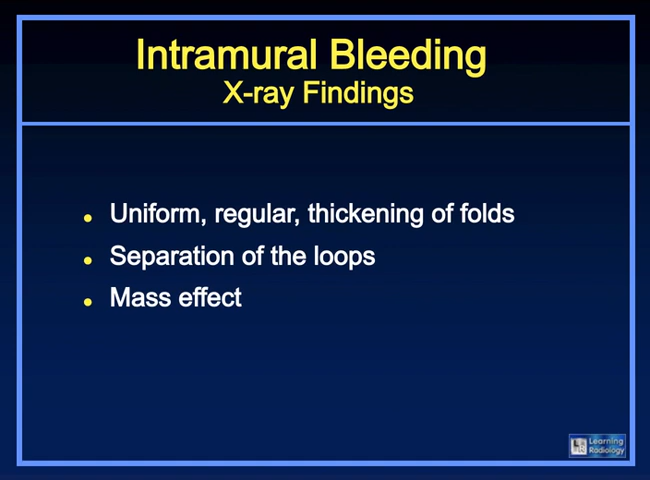 Intramural Bleeding
X-ray Findings
Uniform, regular, thickening of folds
Separation of the loops
Mass effect
Learning
Radiology